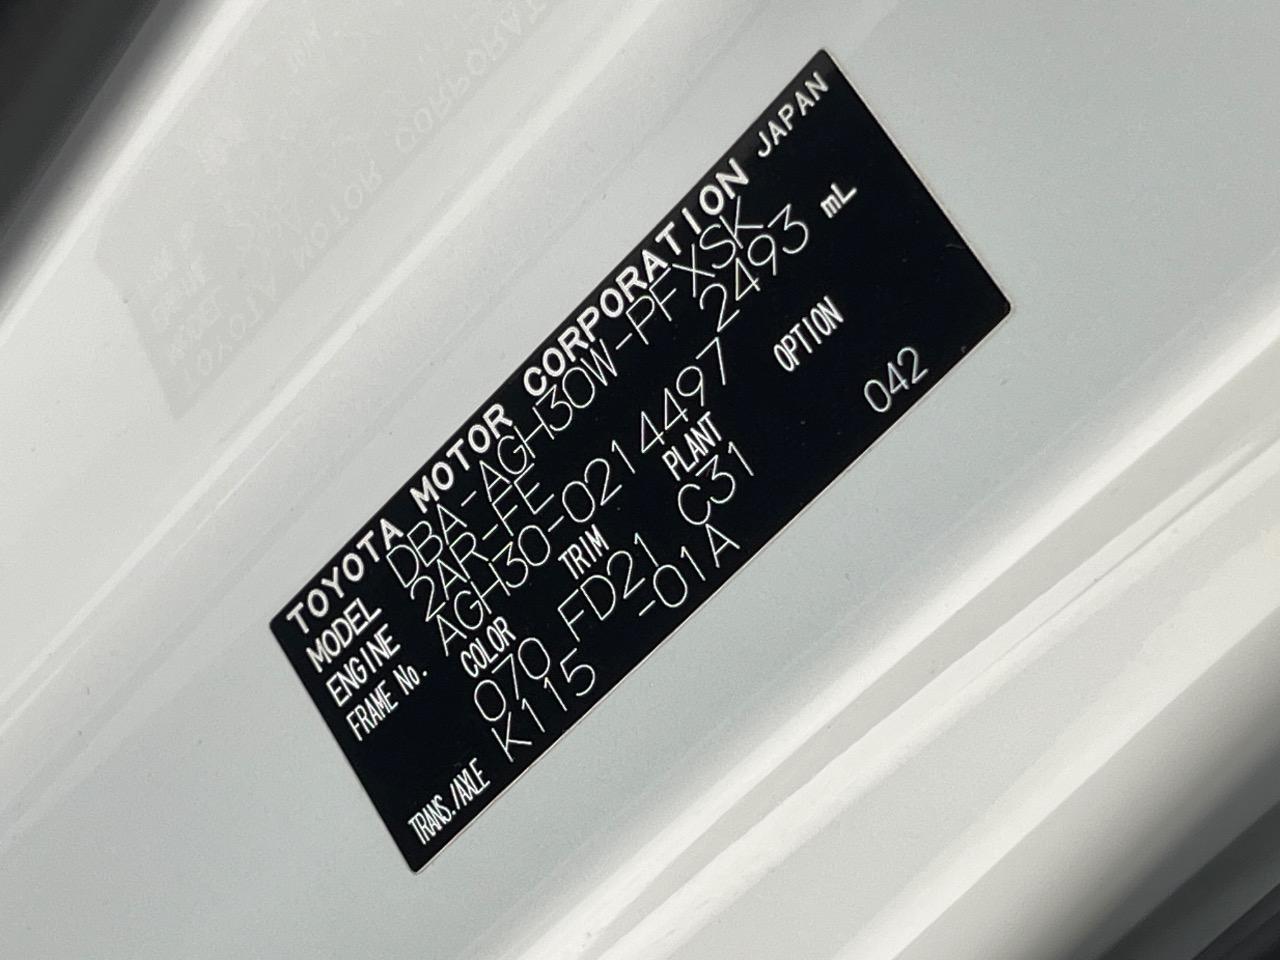 TOYOTA MOTOR CORPORATION JAPAN
MODEL DBA-AGH30W-PFXSK
ENGINE 2AR-FE 2493 mL
FRAME No. AGH30-0214497
COLOR TRIM PLANT OPTION
070 FD21 C31 042
TRANS./AXLE K115 -01A